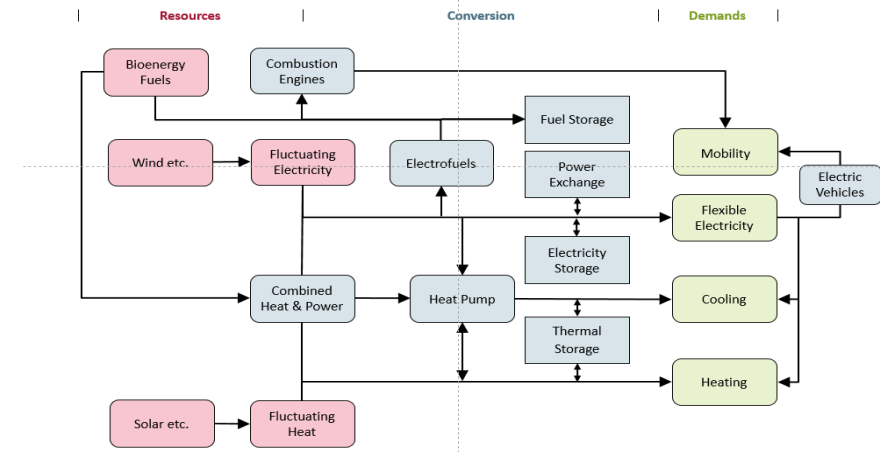 Resources
Conversion
Demands
Bioenergy
Fuels
Combustion
Engines
Fuel Storage
Mobility
Wind etc.
Fluctuating
Electricity
Electrofuels
Power
Exchange
Electric
Vehicles
Flexible
Electricity
Electricity
Storage
Combined
Heat & Power
Heat Pump
Cooling
Thermal
Storage
Heating
Solar etc.
Fluctuating
Heat